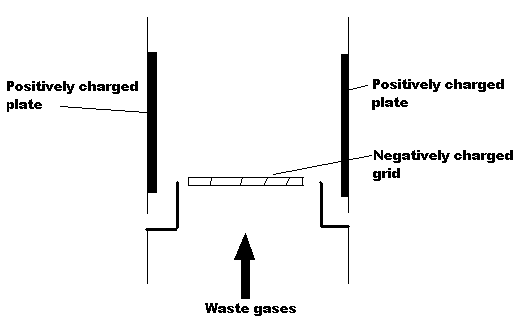 Positively charged
plate
Positively charged
plate
Negatively charged
grid
Waste gases